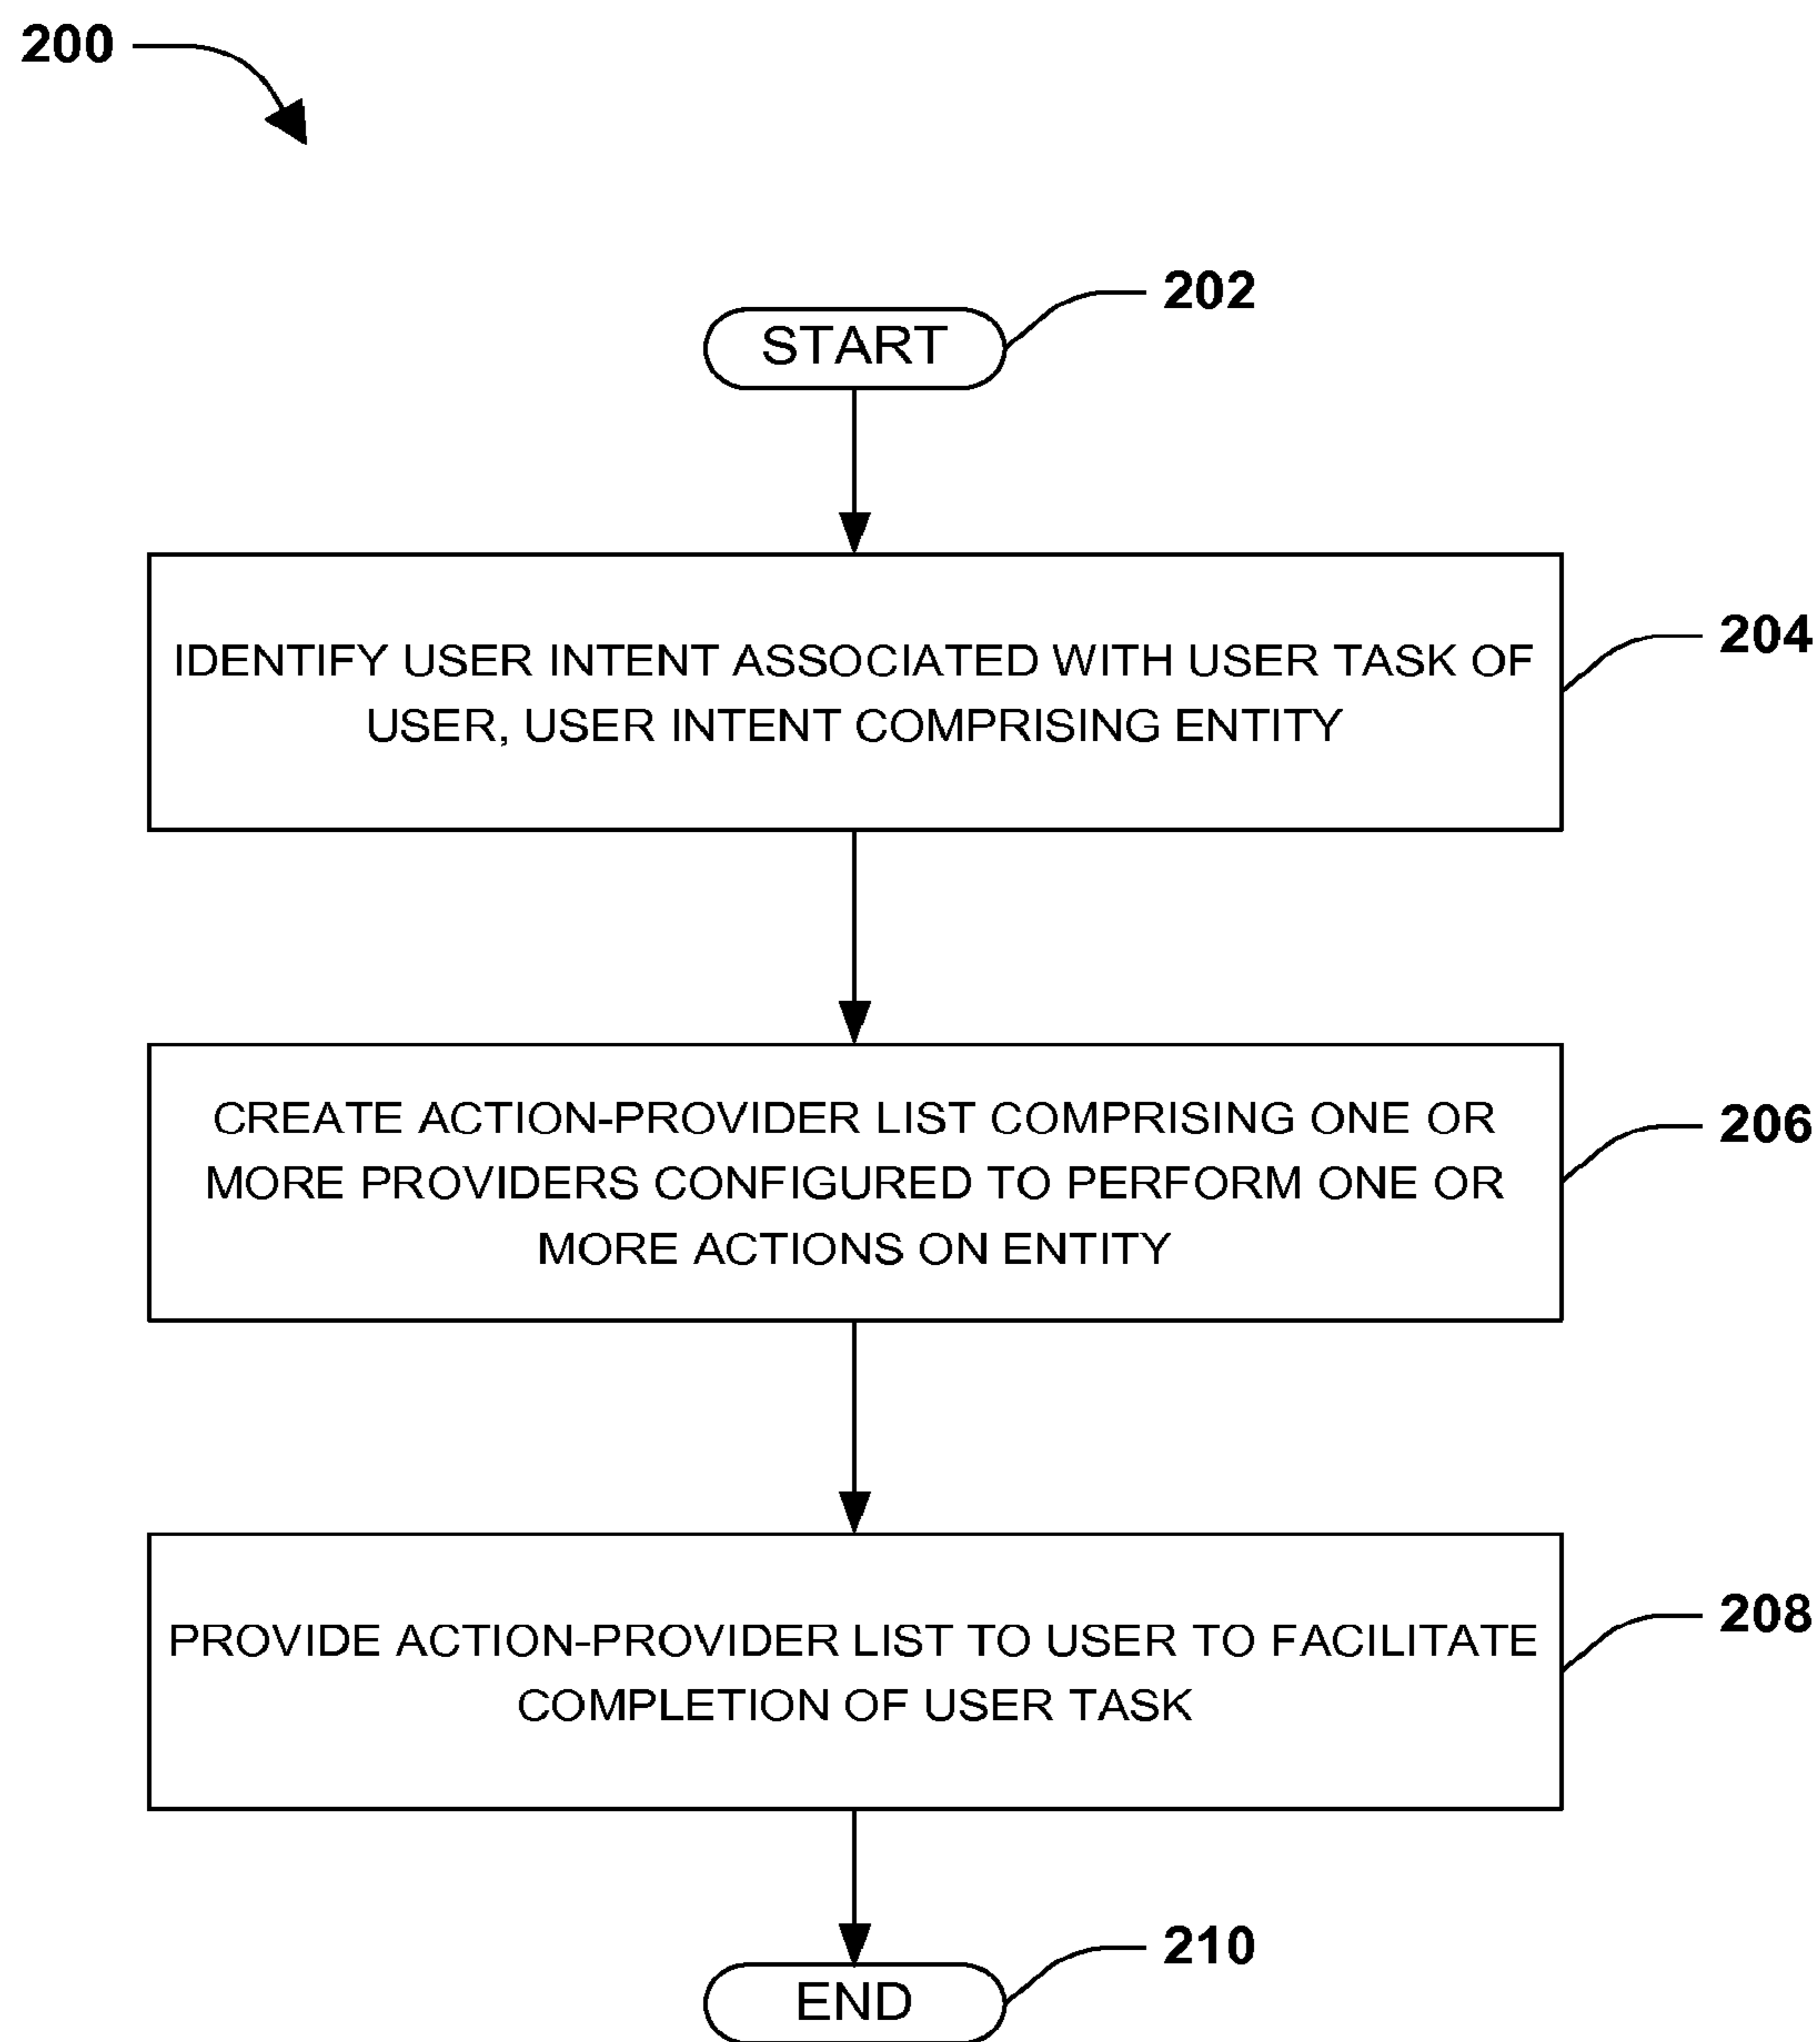 200
202
START
IDENTIFY USER INTENT ASSOCIATED WITH USER TASK OF
USER, USER INTENT COMPRISING ENTITY
204
CREATE ACTION-PROVIDER LIST COMPRISING ONE OR
MORE PROVIDERS CONFIGURED TO PERFORM ONE OR
MORE ACTIONS ON ENTITY
206
PROVIDE ACTION-PROVIDER LIST TO USER TO FACILITATE
COMPLETION OF USER TASK
208
210
END